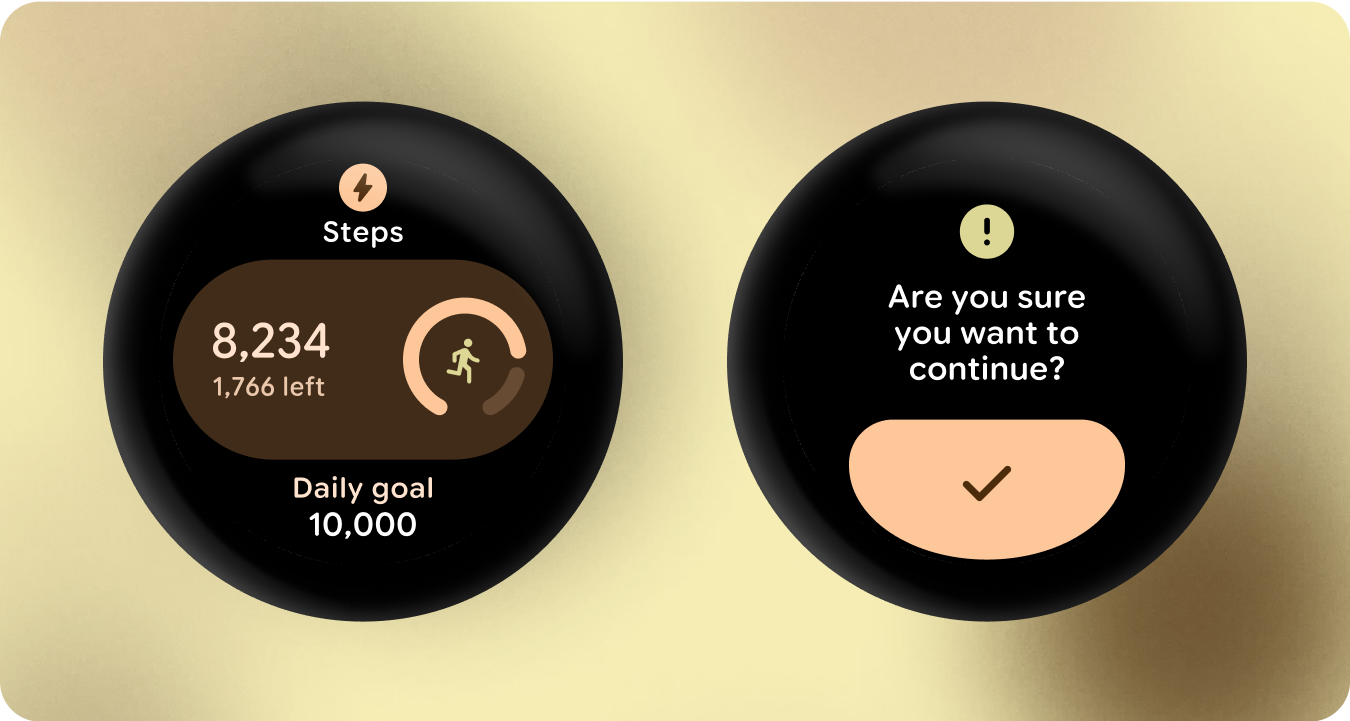 Steps
8,234
1,766 left
Daily goal
10,000
Are you sure
you want to
continue?